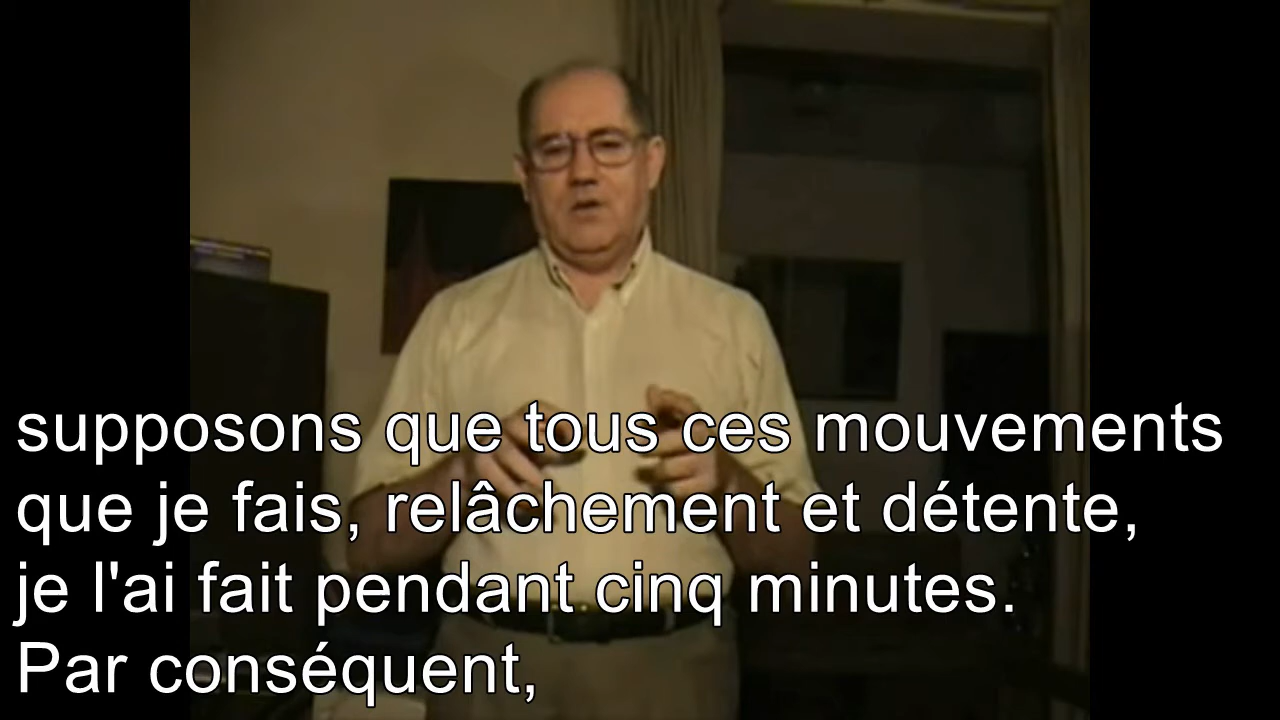 supposons que tous ces mouvements
que je fais, relâchement et détente,
je l'ai fait pendant cinq minutes.
Par conséquent,